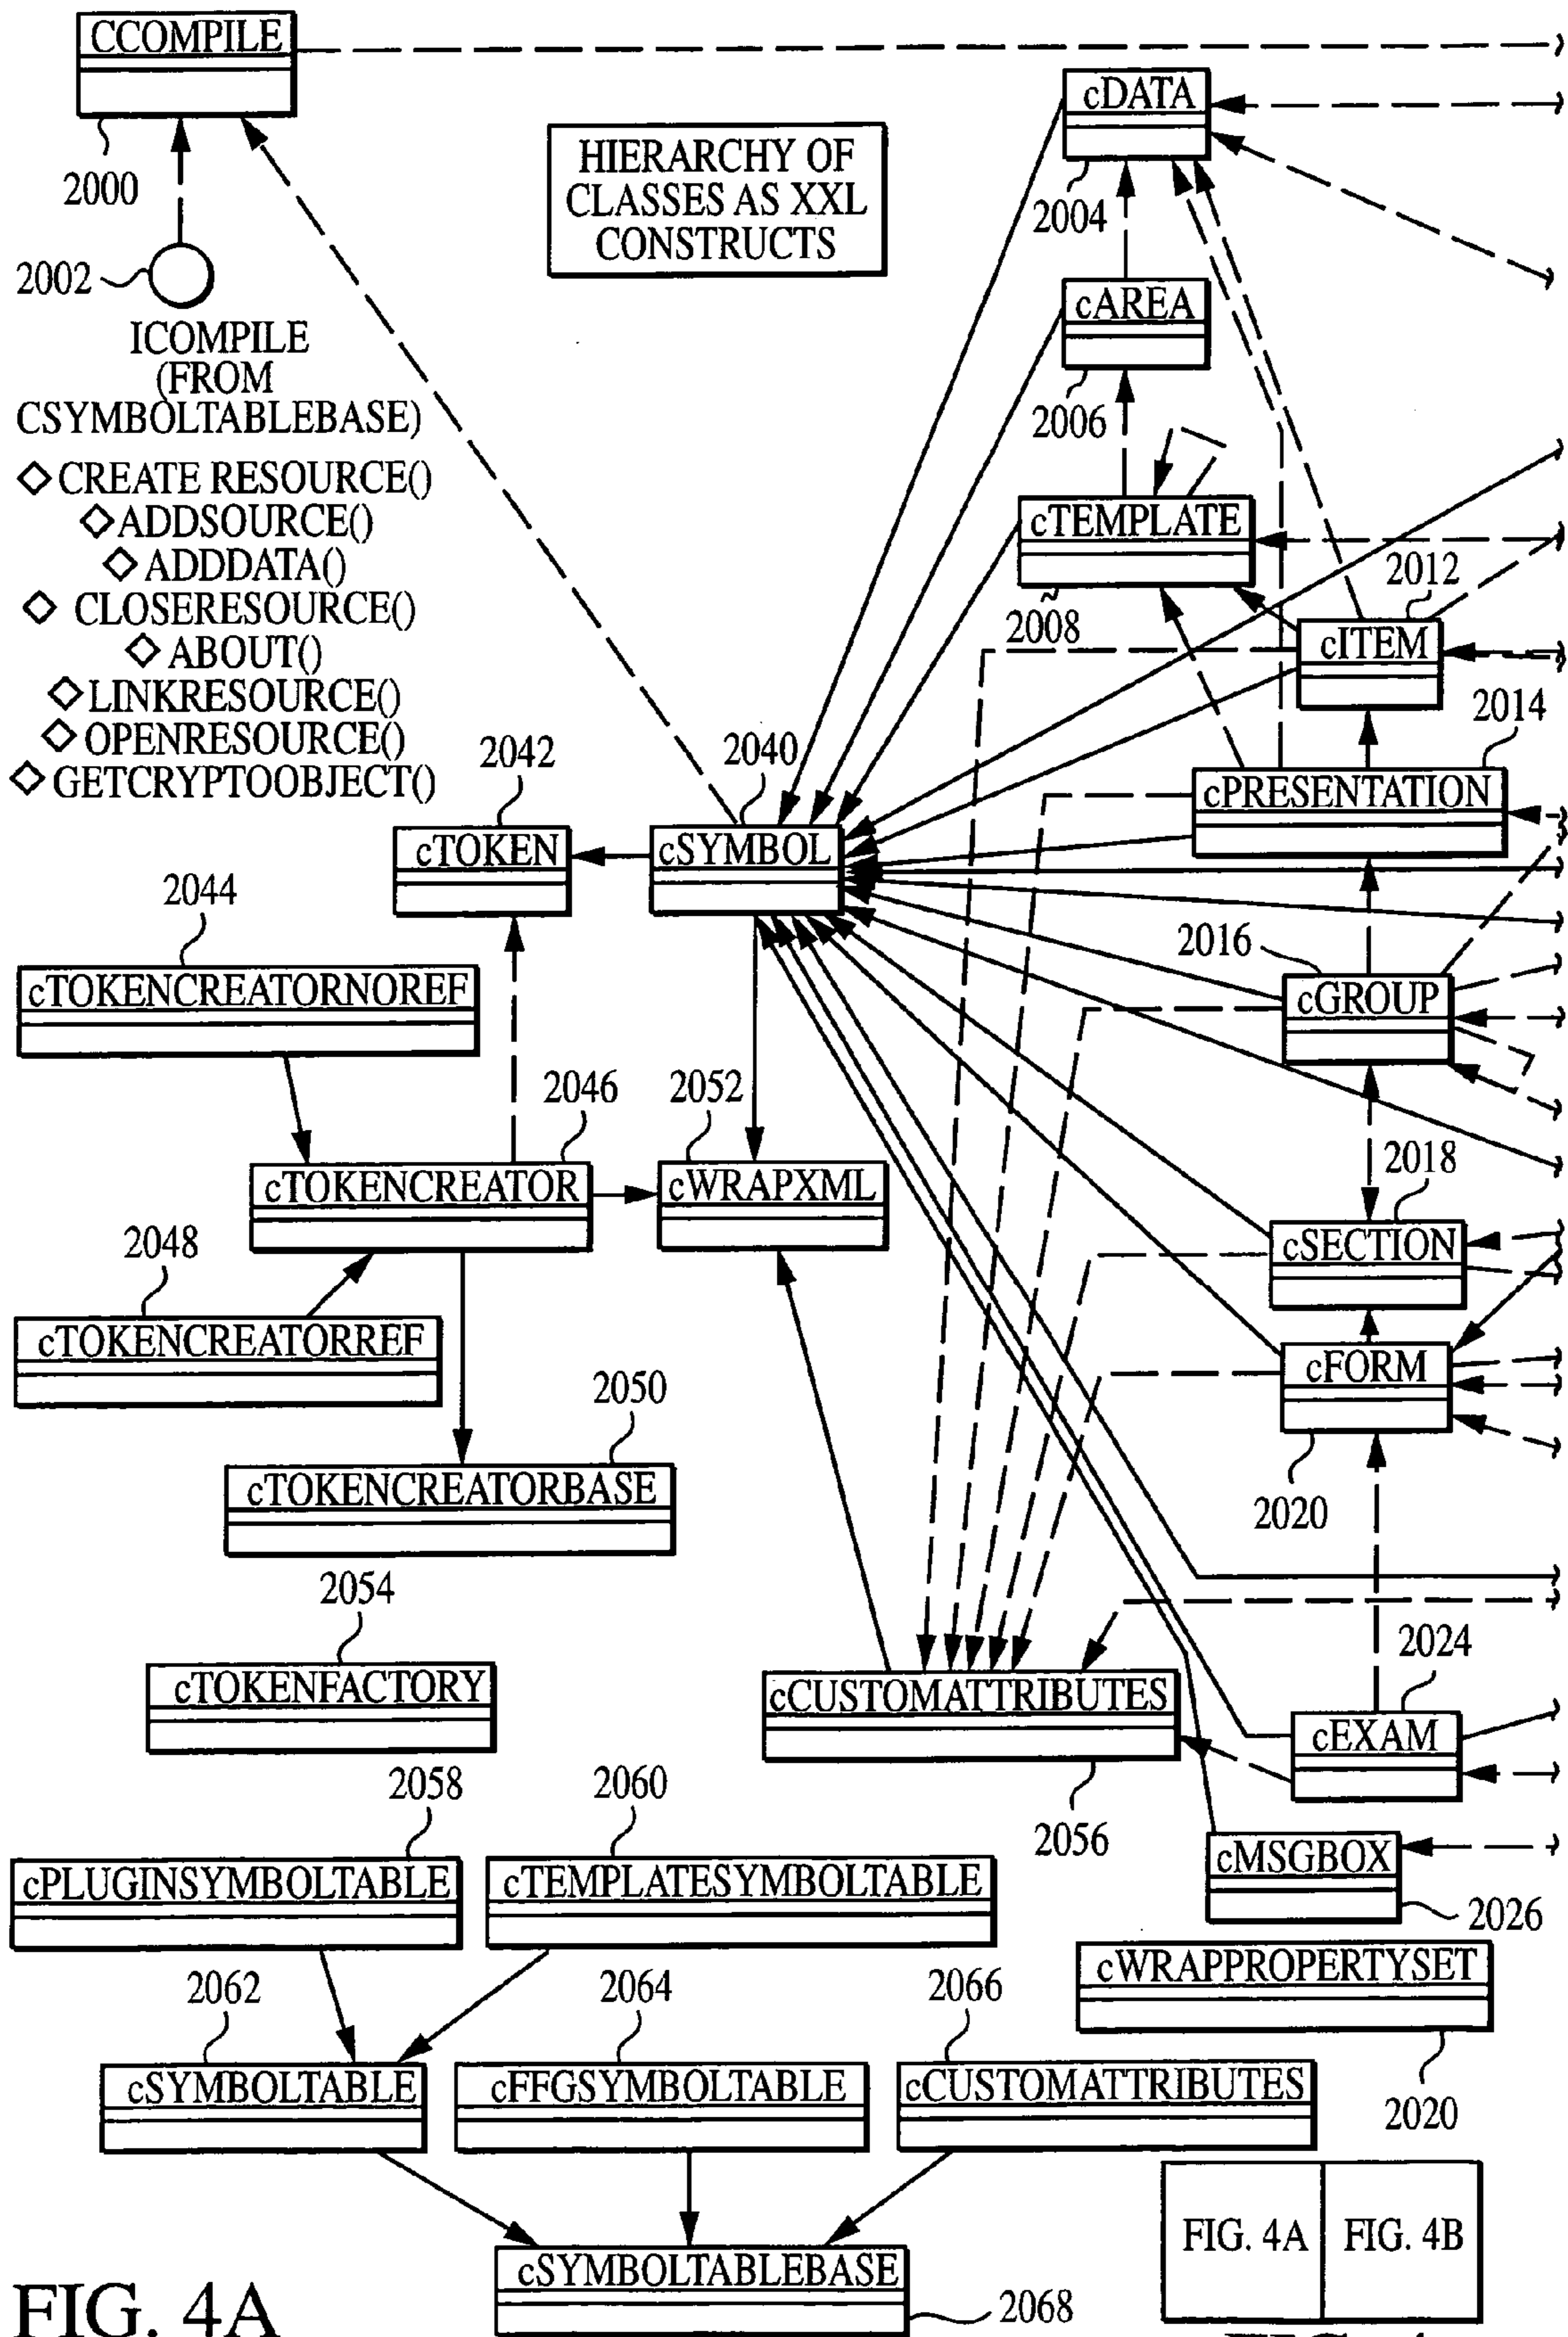 CCOMPILE
2000
2002
ICOMPILE
(FROM
CSYMBOLTABLEBASE)
◇ CREATE RESOURCE()
◇ ADDSOURCE()
◇ ADDDATA()
◇ CLOSERESOURCE()
◇ ABOUT()
◇ LINKRESOURCE()
◇ OPENRESOURCE()
◇ GETCRYPTOOBJECT()
HIERARCHY OF
CLASSES AS XXL
CONSTRUCTS
cDATA
2004
cAREA
2006
cTEMPLATE
2008
2012
cITEM
2014
cPRESENTATION
2042
cTOKEN
2040
cSYMBOL
2044
cTOKENCREATORNOREF
2016
cGROUP
2046
cTOKENCREATOR
2052
cWRAPXML
2018
cSECTION
2048
cTOKENCREATORREF
cFORM
2020
2050
cTOKENCREATORBASE
2054
cTOKENFACTORY
cCUSTOMATTRIBUTES
2056
2024
cEXAM
2058
cPLUGINSYMBOLTABLE
2060
cTEMPLATESYMBOLTABLE
cMSGBOX
2026
cWRAPPROPERTYSET
2020
2062
cSYMBOLTABLE
2064
cFFGSYMBOLTABLE
2066
cCUSTOMATTRIBUTES
cSYMBOLTABLEBASE
2068
FIG. 4A
FIG. 4B
FIG. 4A